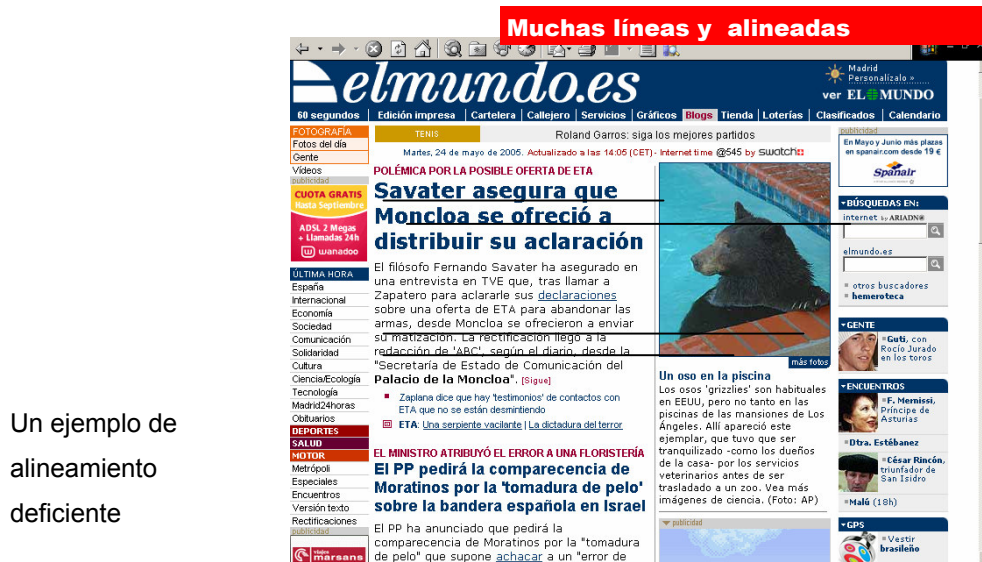 Muchas líneas y alineadas
elmundo.es
Madrid
Personalízalo »
ver EL MUNDO
60 segundos | Edición impresa | Cartelera | Callejero | Servicios | Gráficos | Blogs | Tienda | Loterías | Clasificados | Calendario
FOTOGRAFÍA
Fotos del día
Gente
Vídeos
publicidad
CUOTA GRATIS
Hasta Septiembre
ADSL 2 Megas
+ Llamadas 24h
wanadoo
ÚLTIMA HORA
España
Internacional
Economía
Sociedad
Comunicación
Solidaridad
Cultura
Ciencia/Ecología
Tecnología
Madrid24horas
Obituarios
DEPORTES
SALUD
MOTOR
Metrópoli
Especiales
Encuentros
Versión texto
Rectificaciones
publicidad
viajes
marsans
TENIS
Roland Garros: siga los mejores partidos
Martes, 24 de mayo de 2005. Actualizado a las 14:05 (CET) - Internet time @545 by swatch
POLÉMICA POR LA POSIBLE OFERTA DE ETA
Savater asegura que
Moncloa se ofreció a
distribuir su aclaración
El filósofo Fernando Savater ha asegurado en
una entrevista en TVE que, tras llamar a
Zapatero para aclararle sus declaraciones
sobre una oferta de ETA para abandonar las
armas, desde Moncloa se ofrecieron a enviar
su matización. La rectificación llegó a la
redacción de 'ABC', según el diario, desde la
"Secretaría de Estado de Comunicación del
Palacio de la Moncloa". [Sigue]
Zaplana dice que hay 'testimonios' de contactos con
ETA que no se están desmintiendo
ETA: Una serpiente vacilante | La dictadura del terror
EL MINISTRO ATRIBUYÓ EL ERROR A UNA FLORISTERÍA
El PP pedirá la comparecencia de
Moratinos por la 'tomadura de pelo'
sobre la bandera española en Israel
El PP ha anunciado que pedirá la
comparecencia de Moratinos por la "tomadura
de pelo" que supone achacar a un "error de
más fotos
Un oso en la piscina
Los osos 'grizzlies' son habituales
en EEUU, pero no tanto en las
piscinas de las mansiones de Los
Ángeles. Allí apareció este
ejemplar, que tuvo que ser
tranquilizado -como los dueños
de la casa- por los servicios
veterinarios antes de ser
trasladado a un zoo. Vea más
imágenes de ciencia. (Foto: AP)
publicidad
publicidad
En Mayo y Junio más plazas
en spanair.com desde 19 €
Spanair
BÚSQUEDAS EN:
internet by ARIADNA
elmundo.es
otros buscadores
hemeroteca
GENTE
Guti, con
Rocío Jurado
en los toros
ENCUENTROS
F. Mernissi,
Príncipe de
Asturias
Dtra. Estébanez
César Rincón,
triunfador de
San Isidro
Malú (18h)
GPS
Vestir
brasileño
Un ejemplo de
alineamiento
deficiente